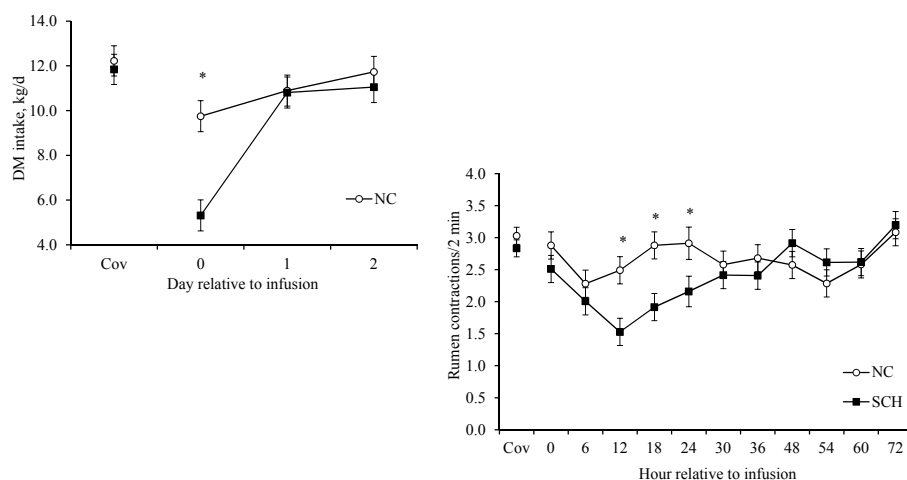 14.0
12.0
10.0
8.0
6.0
4.0
DM intake, kg/d
*
NC
Cov 0 1 2
Day relative to infusion
4.0
3.5
3.0
2.5
2.0
1.5
1.0
0.5
0.0
Rumen contractions/2 min
* * *
NC
SCH
Cov 0 6 12 18 24 30 36 48 54 60 72
Hour relative to infusion